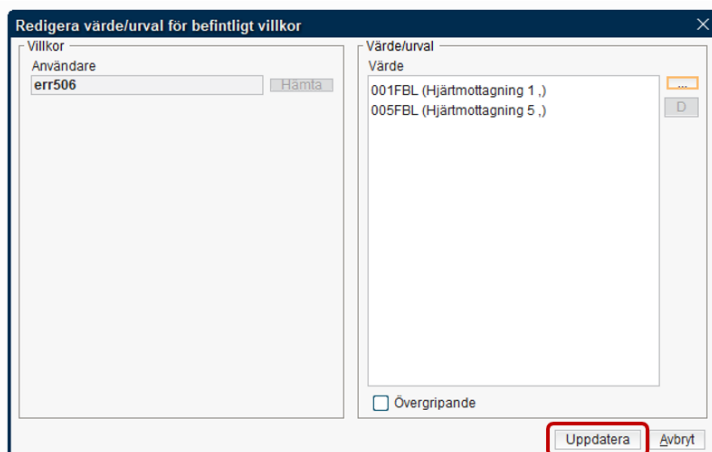 Redigera värde/urval för befintligt villkor
Villkor
Användare
err506
Hämta
Värde/urval
Värde
001FBL (Hjärtmottagning 1 ,)
005FBL (Hjärtmottagning 5 ,)
...
D
Övergripande
Uppdatera
Avbryt